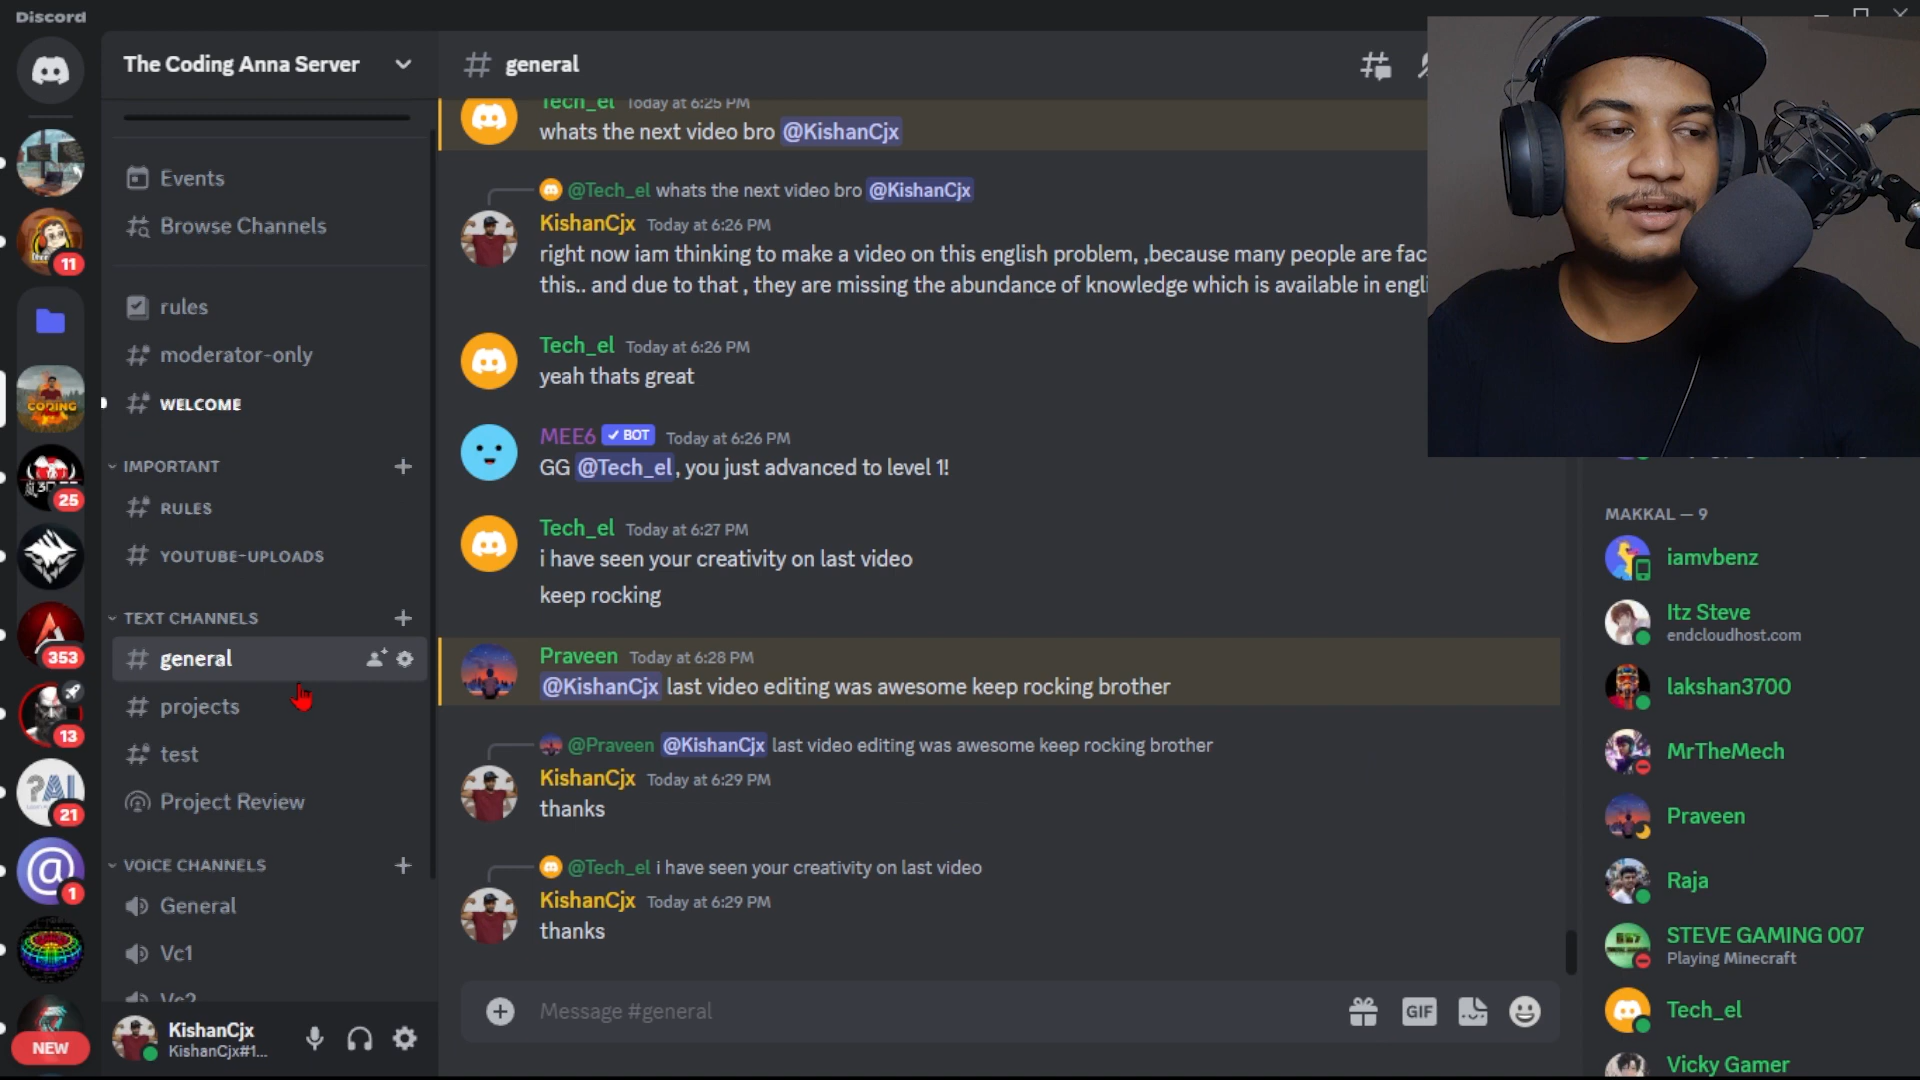 Discord
The Coding Anna Server
Events
Browse Channels
rules
moderator-only
WELCOME
IMPORTANT
RULES
YOUTUBE-UPLOADS
TEXT CHANNELS
general
projects
test
Project Review
VOICE CHANNELS
General
Vc1
Vc2
KishanCjx
KishanCjx#1...
11
CODING
25
353
13
?AI
21
@
1
NEW
general
Tech_el Today at 6:25 PM
whats the next video bro @KishanCjx
@Tech_el whats the next video bro @KishanCjx
KishanCjx Today at 6:26 PM
right now iam thinking to make a video on this english problem, ,because many people are fac
this.. and due to that , they are missing the abundance of knowledge which is available in engli
Tech_el Today at 6:26 PM
yeah thats great
MEE6 BOT Today at 6:26 PM
GG @Tech_el, you just advanced to level 1!
Tech_el Today at 6:27 PM
i have seen your creativity on last video
keep rocking
Praveen Today at 6:28 PM
@KishanCjx last video editing was awesome keep rocking brother
@Praveen @KishanCjx last video editing was awesome keep rocking brother
KishanCjx Today at 6:29 PM
thanks
@Tech_el i have seen your creativity on last video
KishanCjx Today at 6:29 PM
thanks
Message #general
GIF
MAKKAL — 9
iamvbenz
Itz Steve
endcloudhost.com
lakshan3700
MrTheMech
Praveen
Raja
STEVE GAMING 007
Playing Minecraft
Tech_el
Vicky Gamer